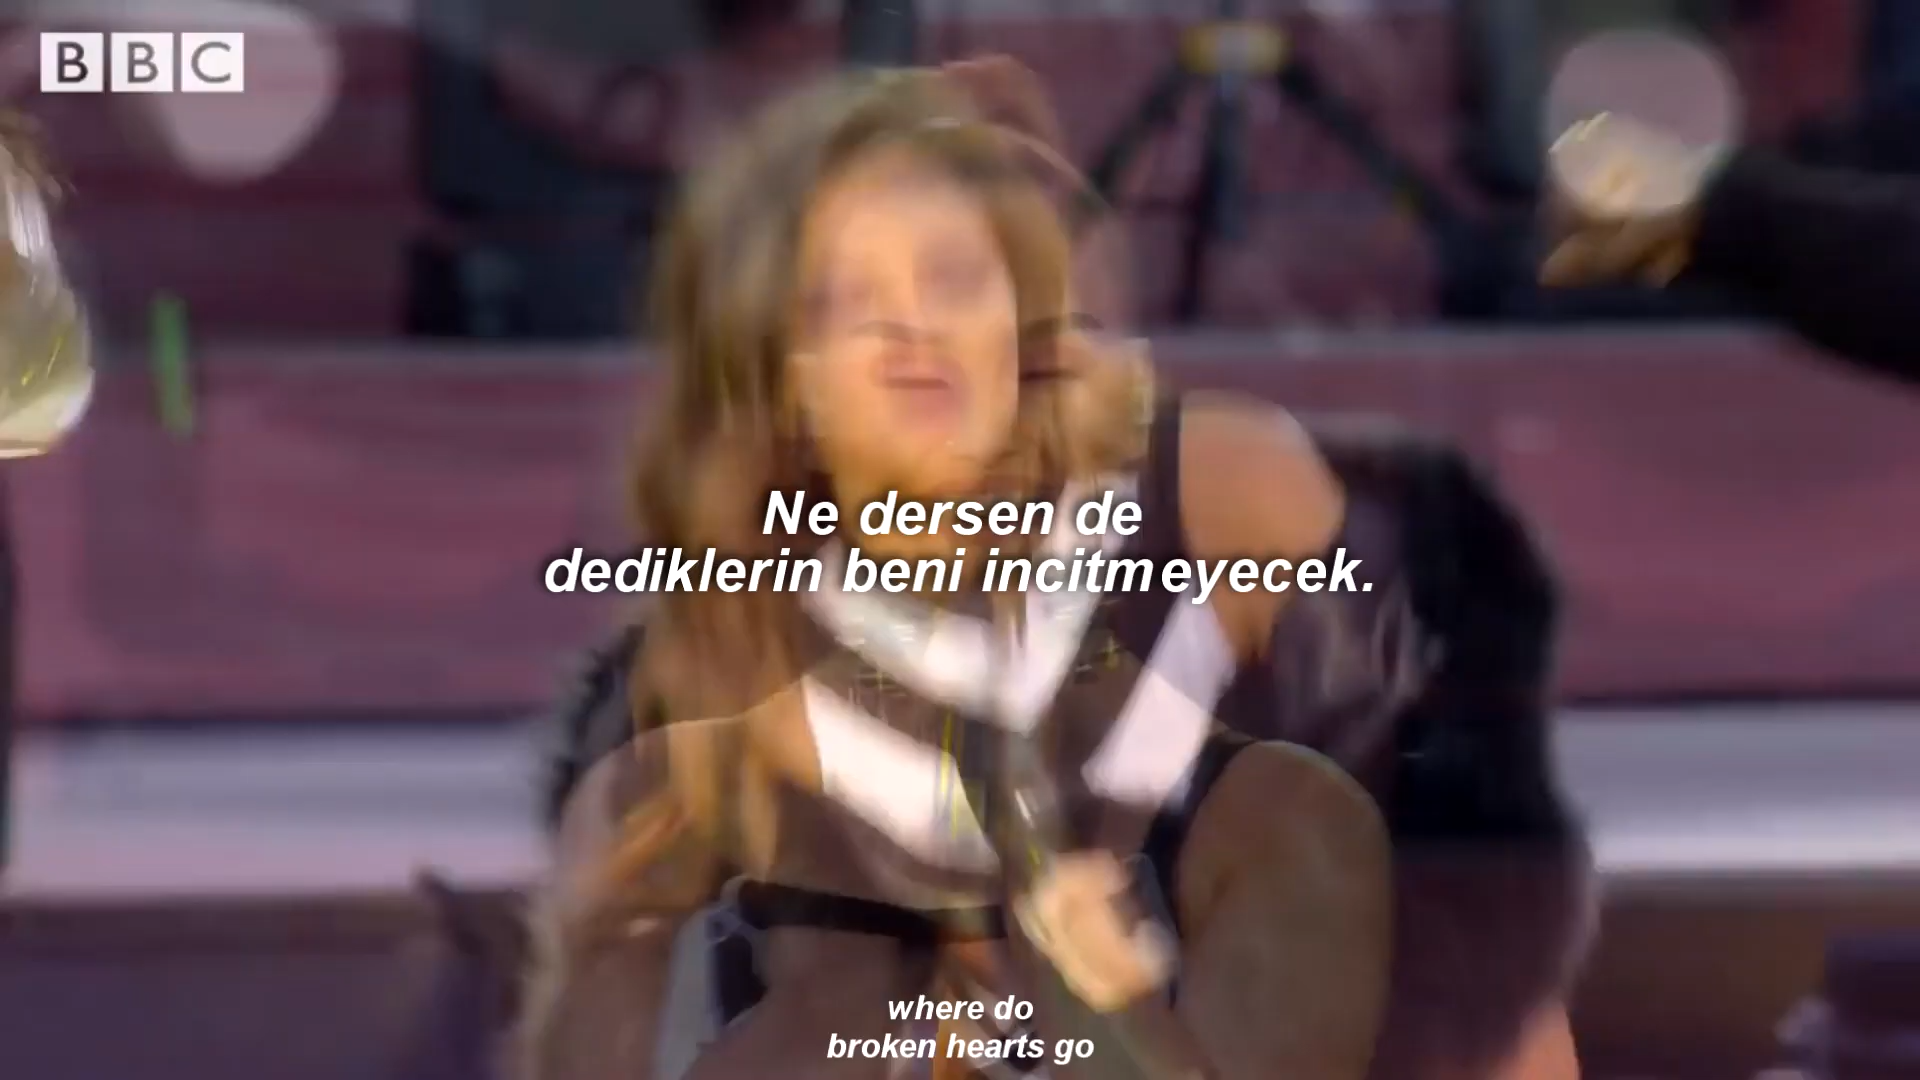 BBC
Ne dersen de
dediklerin beni incitmeyecek.
where do
broken hearts go